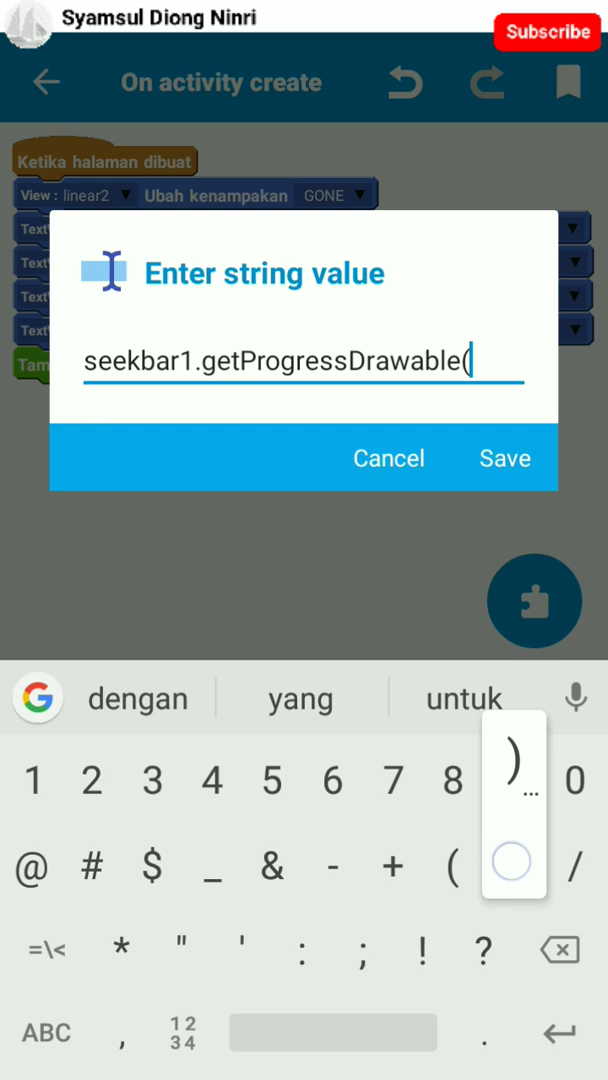 Syamsul Diong Ninri
Subscribe
On activity create
Ketika halaman dibuat
View : linear2 Ubah kenampakan GONE
Text
Text
Text
Text
Tam
Enter string value
seekbar1.getProgressDrawable(
Cancel Save
G dengan yang untuk
1 2 3 4 5 6 7 8 ) ... 0
@ # $ _ & - + ( /
=\< * " ' : ; ! ?
ABC , 12 34 .